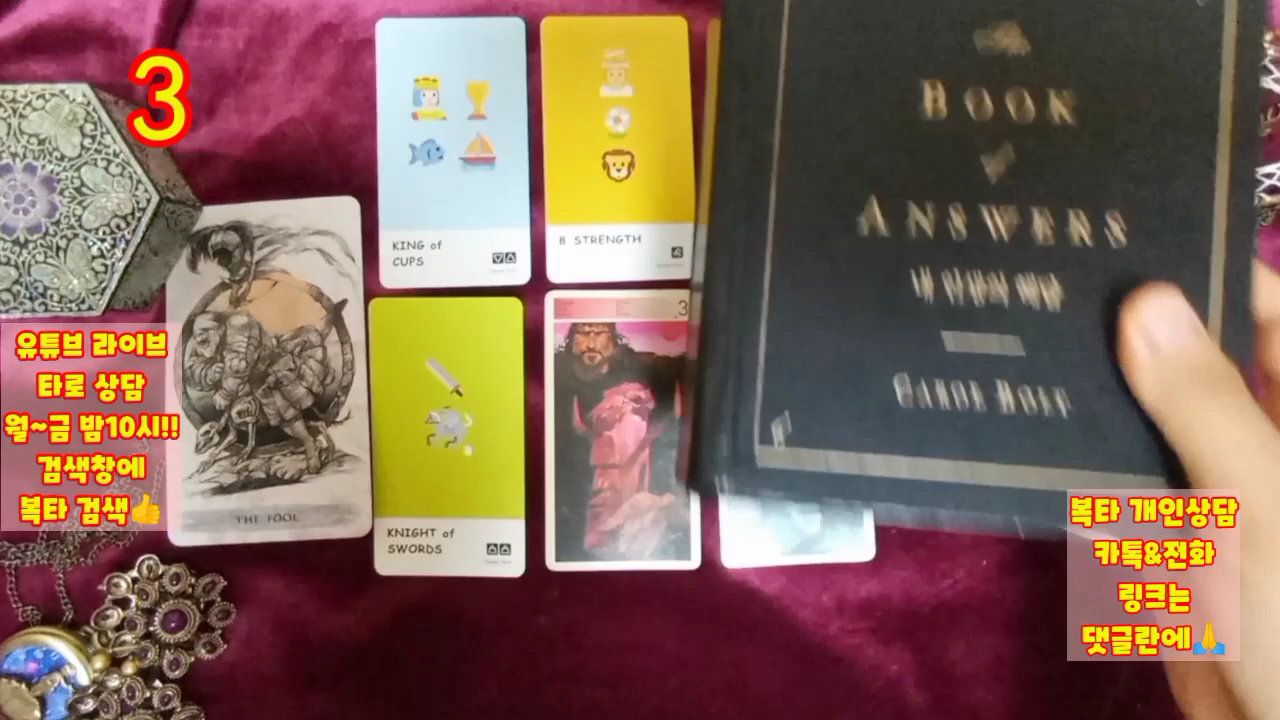 3
유튜브 라이브
타로 상담
월~금 밤10시!!
검색창에
복타 검색👍
THE FOOL
KING of
CUPS
8 STRENGTH
KNIGHT of
SWORDS
3
BOOK
ANSWERS
CAROL BOLT
복타 개인상담
카톡&전화
링크는
댓글란에🙏